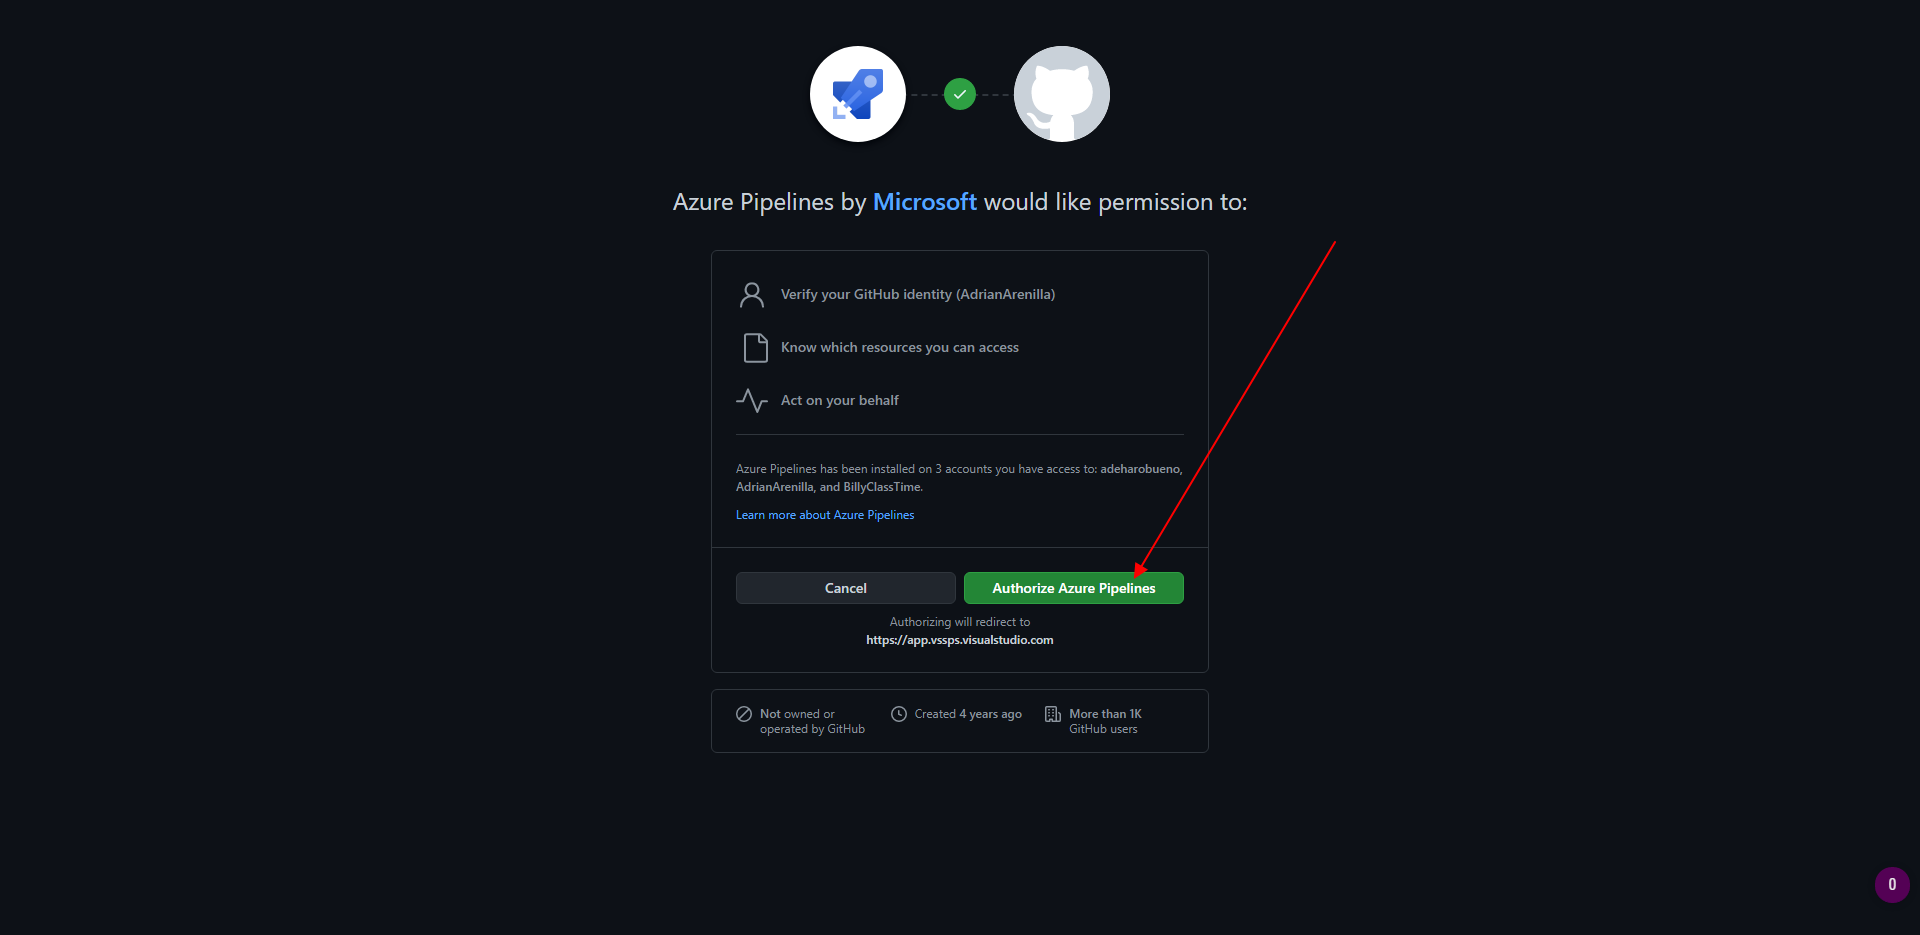 Azure Pipelines by Microsoft would like permission to:
Verify your GitHub identity (AdrianArenilla)
Know which resources you can access
Act on your behalf
Azure Pipelines has been installed on 3 accounts you have access to: adeharobueno,
AdrianArenilla, and BillyClassTime.
Learn more about Azure Pipelines
Cancel
Authorize Azure Pipelines
Authorizing will redirect to
https://app.vssps.visualstudio.com
Not owned or
operated by GitHub
Created 4 years ago
More than 1K
GitHub users
0